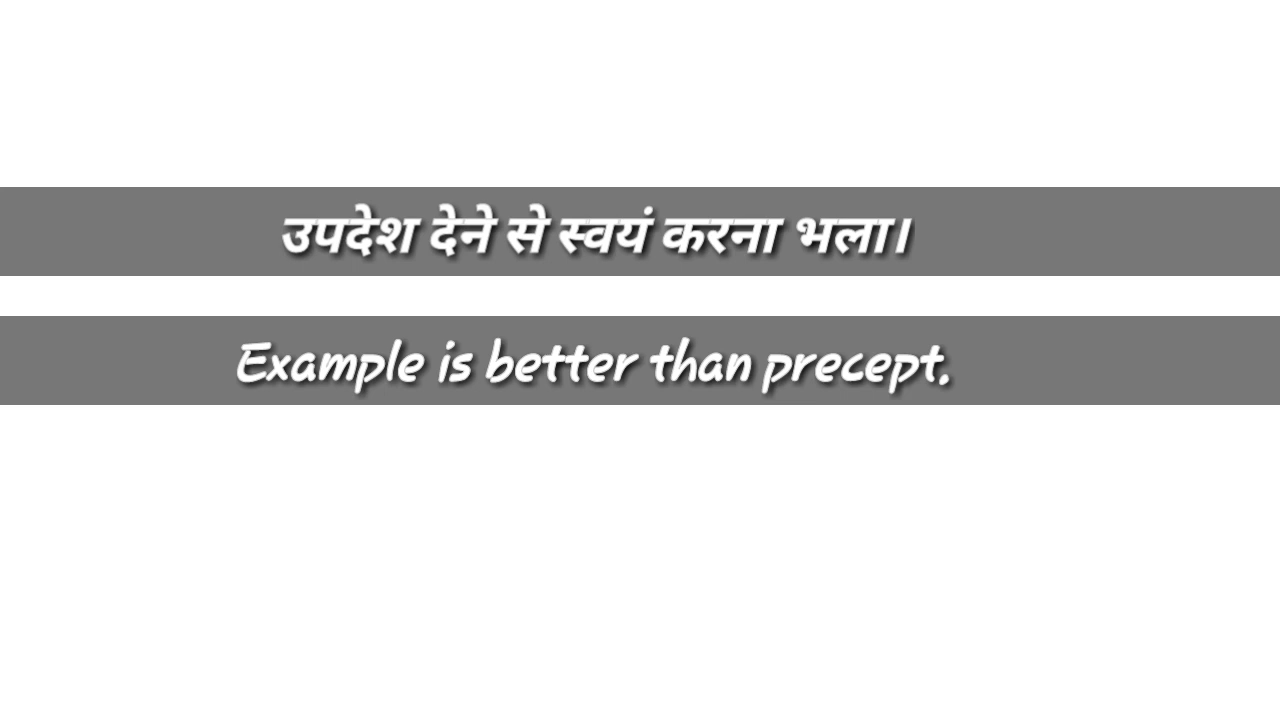 उपदेश देने से स्वयं करना भला।
Example is better than precept.